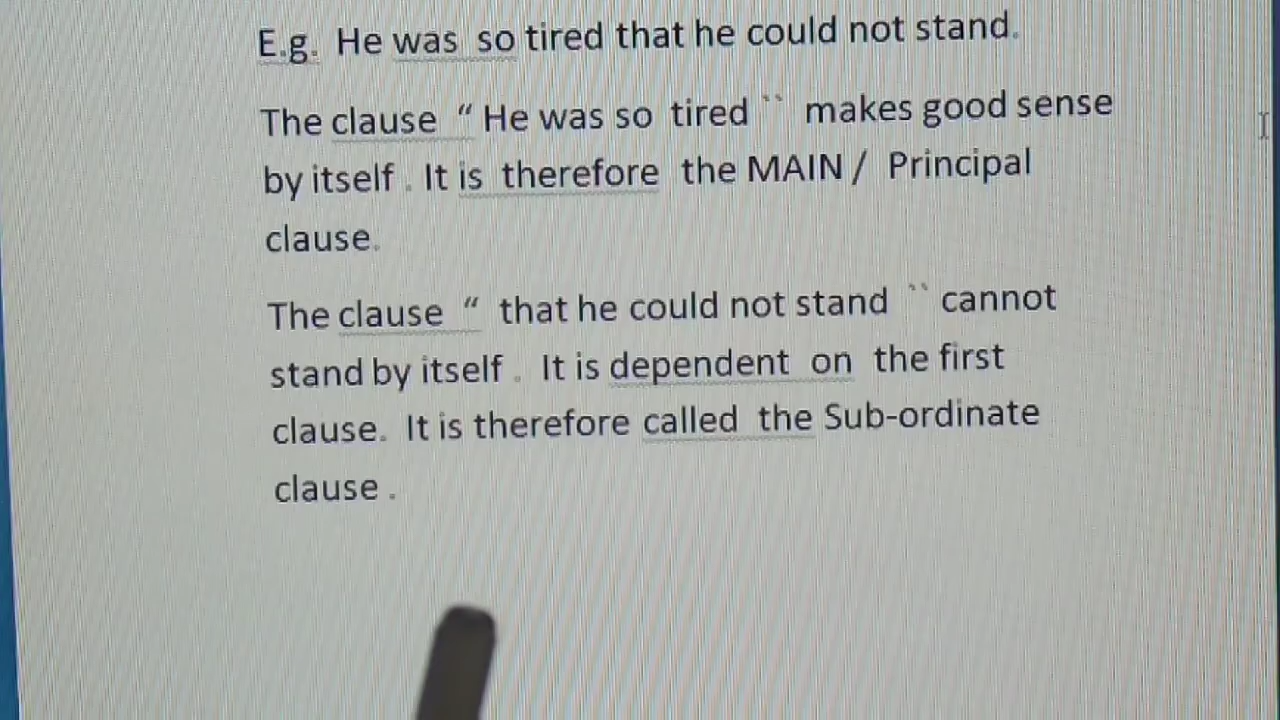 E.g. He was so tired that he could not stand.
The clause “ He was so tired `` makes good sense
by itself . It is therefore the MAIN / Principal
clause.
The clause “ that he could not stand `` cannot
stand by itself . It is dependent on the first
clause. It is therefore called the Sub-ordinate
clause .